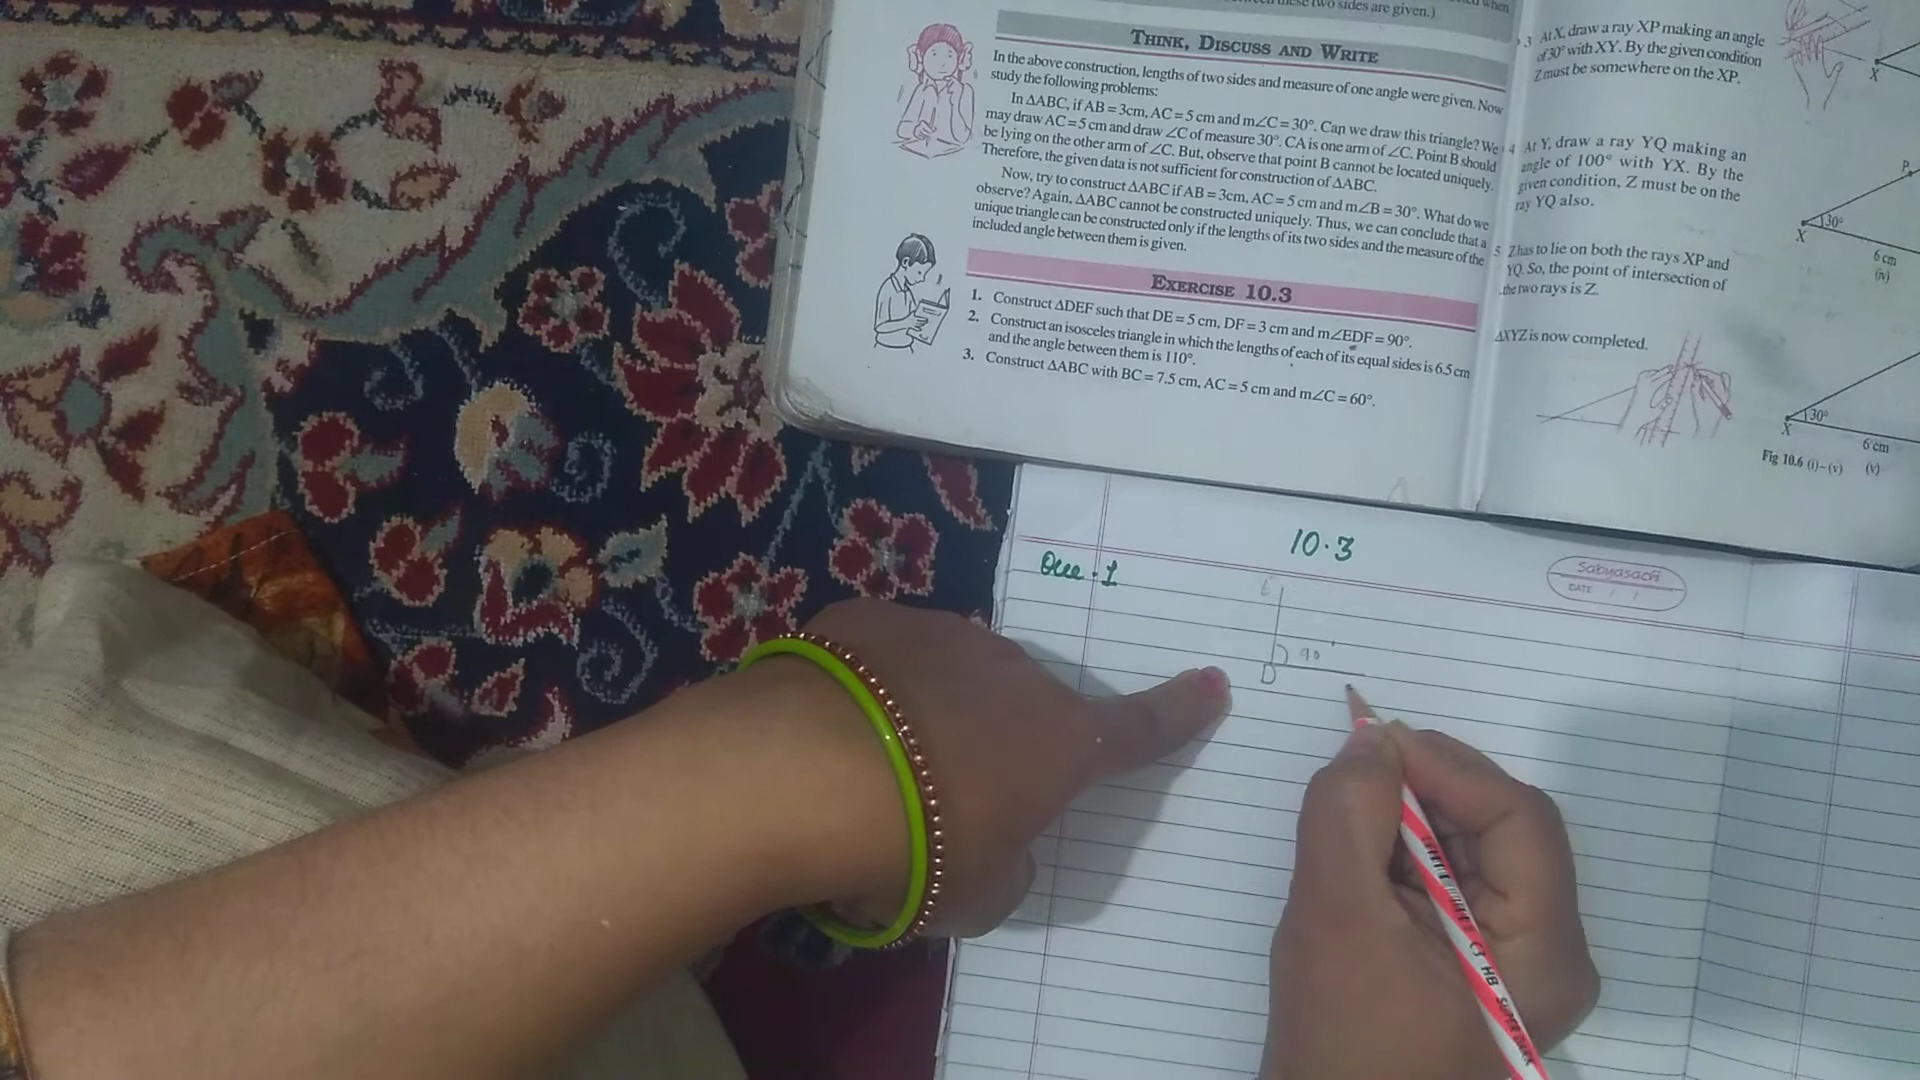 these two sides are given.)
when
THINK, DISCUSS AND WRITE
In the above construction, lengths of two sides and measure of one angle were given. Now
study the following problems:
In ΔABC, if AB = 3cm, AC = 5 cm and m∠C = 30°. Can we draw this triangle? We
may draw AC = 5 cm and draw ∠C of measure 30°. CA is one arm of ∠C. Point B should
be lying on the other arm of ∠C. But, observe that point B cannot be located uniquely.
Therefore, the given data is not sufficient for construction of ΔABC.
Now, try to construct ΔABC if AB = 3cm, AC = 5 cm and m∠B = 30°. What do we
observe? Again, ΔABC cannot be constructed uniquely. Thus, we can conclude that a
unique triangle can be constructed only if the lengths of its two sides and the measure of the
included angle between them is given.
EXERCISE 10.3
1. Construct ΔDEF such that DE = 5 cm, DF = 3 cm and m∠EDF = 90°.
2. Construct an isosceles triangle in which the lengths of each of its equal sides is 6.5 cm
and the angle between them is 110°.
3. Construct ΔABC with BC = 7.5 cm, AC = 5 cm and m∠C = 60°.
3 At X, draw a ray XP making an angle
of 30° with XY. By the given condition
Z must be somewhere on the XP.
4 At Y, draw a ray YQ making an
angle of 100° with YX. By the
given condition, Z must be on the
ray YQ also.
5 Z has to lie on both the rays XP and
YQ. So, the point of intersection of
the two rays is Z.
ΔXYZ is now completed.
X
P
30°
X
6 cm
(iv)
30°
X
6 cm
Fig 10.6 (i)–(v) (v)
10.3
Sabyasachi
DATE / /
Que. 1
E
90°
D
HB SUPER DARK